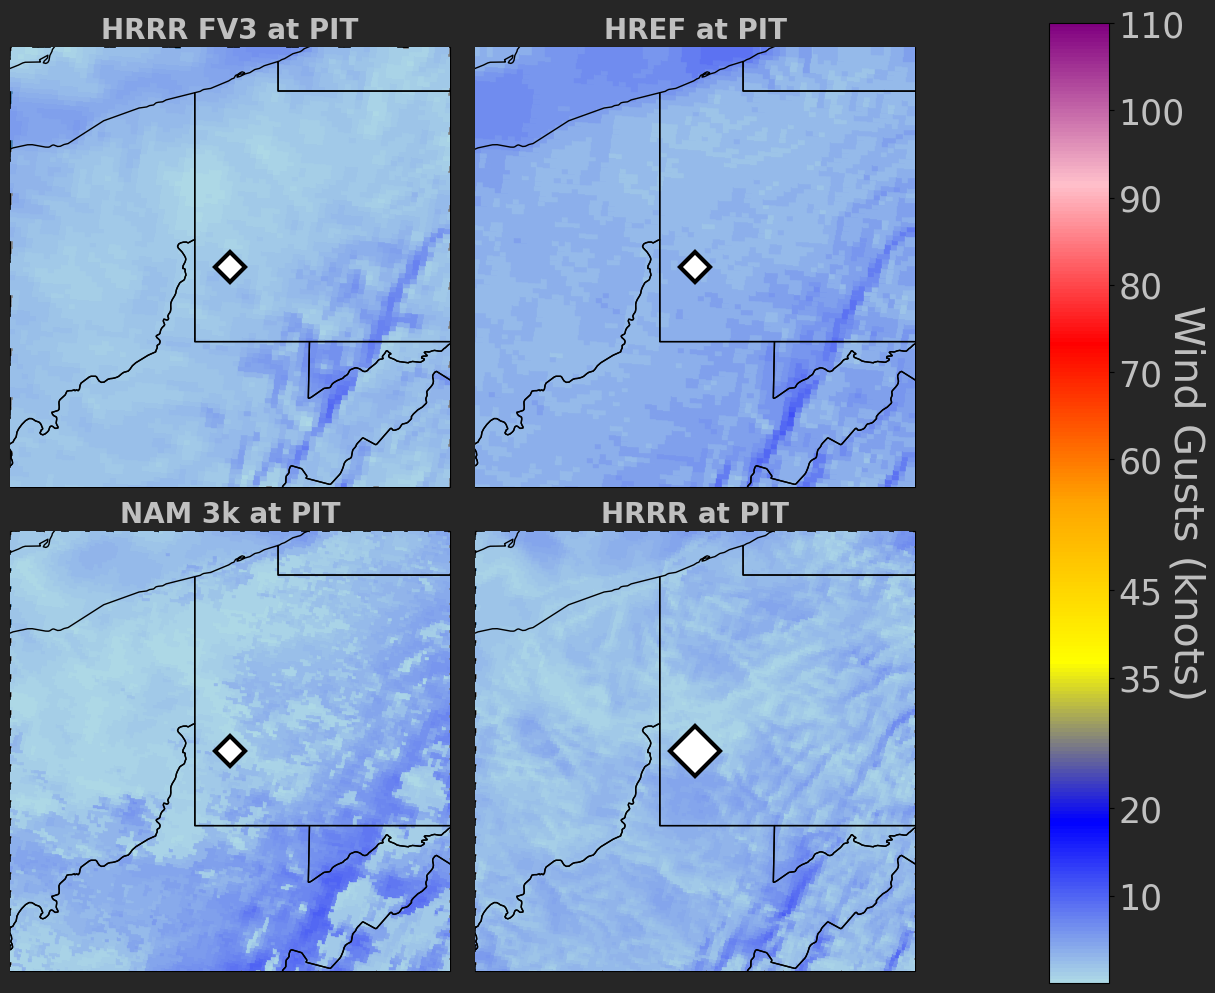 HRRR FV3 at PIT
HREF at PIT
NAM 3k at PIT
HRRR at PIT
110
100
90
80
70
60
45
35
20
10
Wind Gusts (knots)